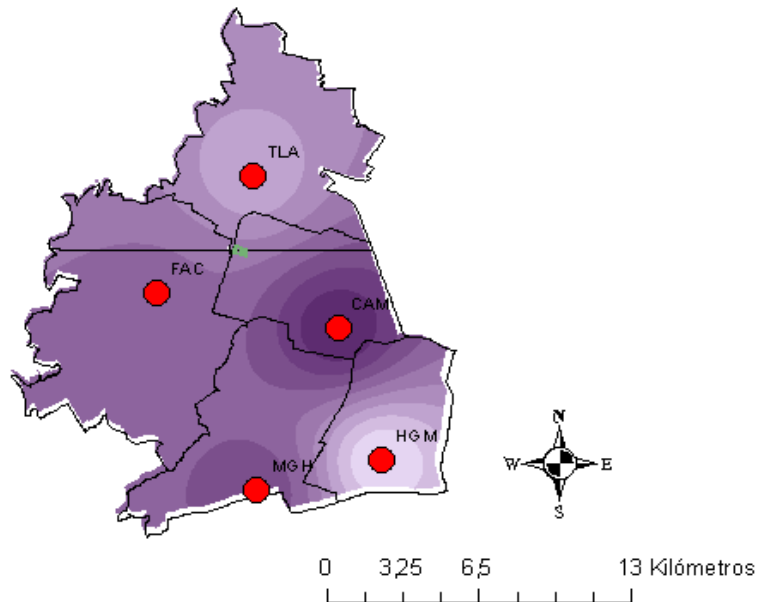 TLA
FAC
CAM
HGM
MGH
N
W E
S
0 3,25 6,5 13 Kilómetros